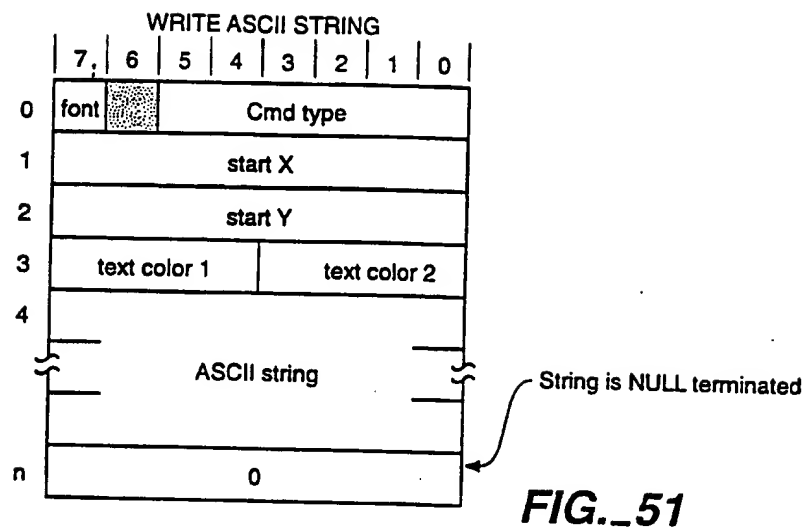 WRITE ASCII STRING
7, 6 5 4 3 2 1 0
0 font Cmd type
1 start X
2 start Y
3 text color 1 text color 2
4
ASCII string
String is NULL terminated
n 0
FIG._51